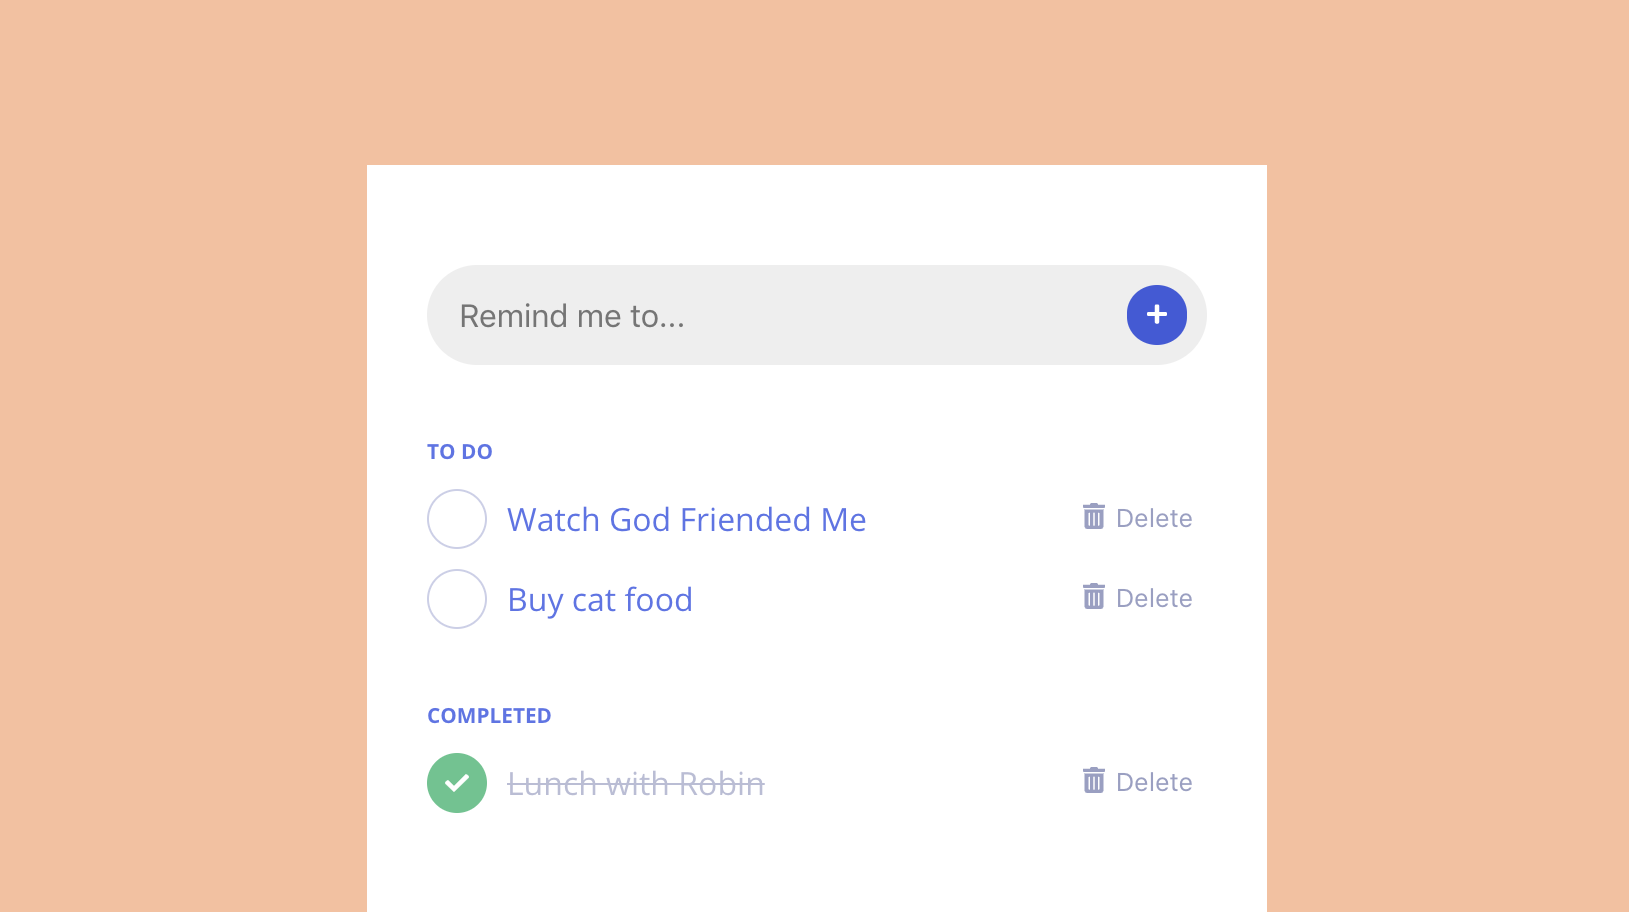 Remind me to...
TO DO
Watch God Friended Me
Delete
Buy cat food
Delete
COMPLETED
Lunch with Robin
Delete